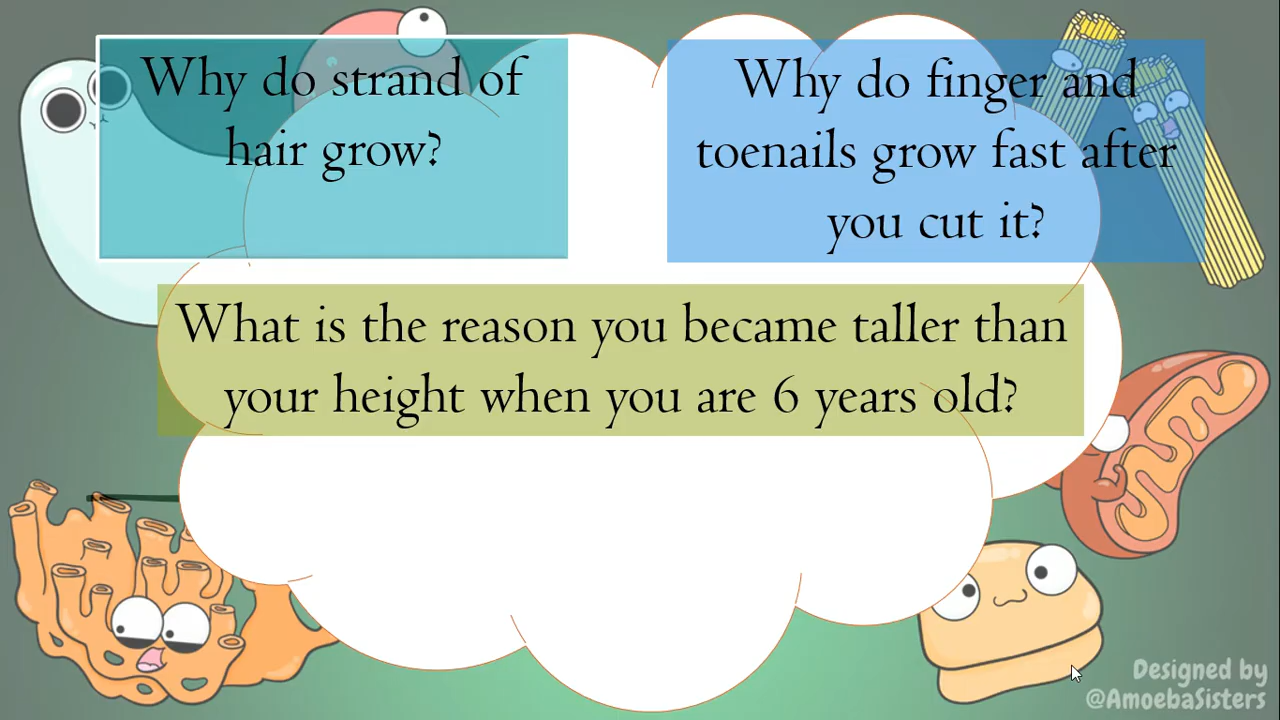 Why do strand of
hair grow?
Why do finger and
toenails grow fast after
you cut it?
What is the reason you became taller than
your height when you are 6 years old?
Designed by
@AmoebaSisters